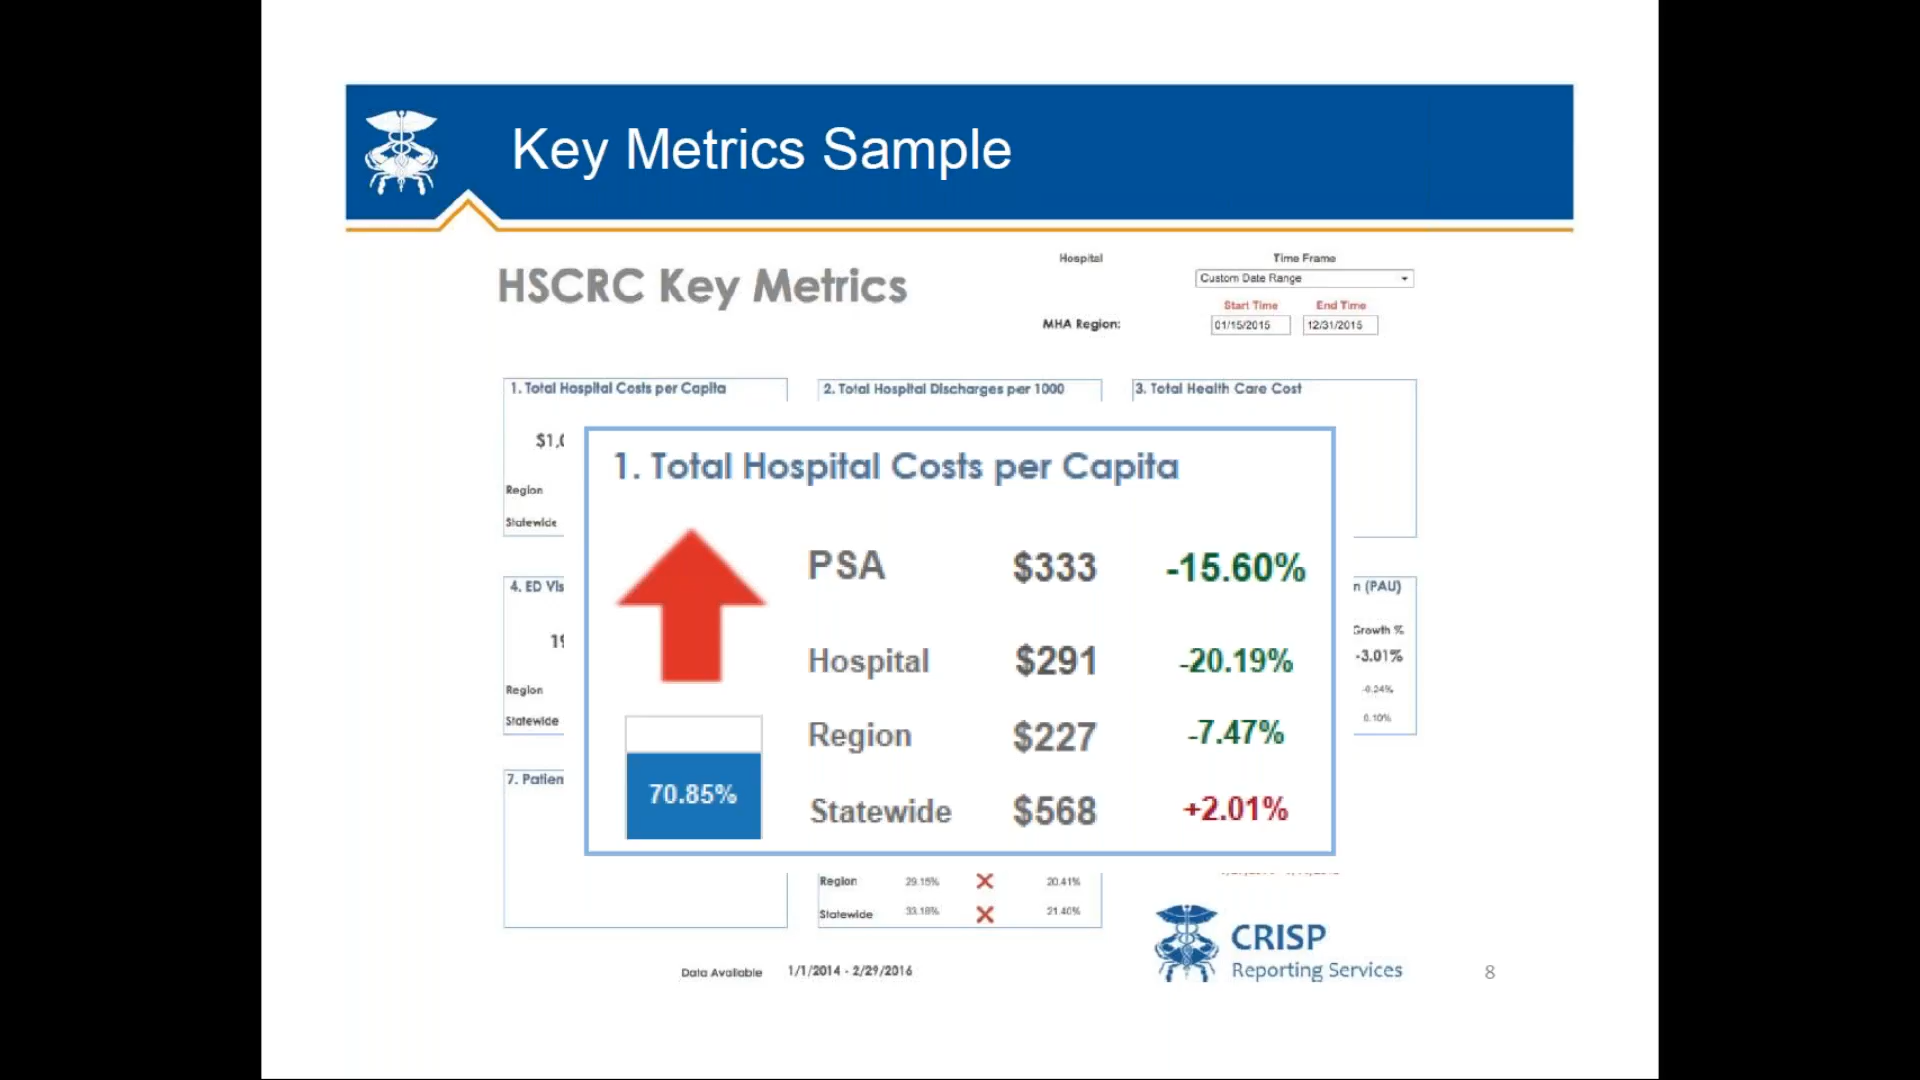 Key Metrics Sample
HSCRC Key Metrics
Hospital
Time Frame
Custom Date Range
Start Time End Time
MHA Region:
01/15/2015 12/31/2015
1. Total Hospital Costs per Capita
2. Total Hospital Discharges per 1000
3. Total Health Care Cost
$1,0
Region
Statewide
1. Total Hospital Costs per Capita
PSA $333 -15.60%
Hospital $291 -20.19%
Region $227 -7.47%
Statewide $568 +2.01%
70.85%
4. ED Vis
19
Region
Statewide
n (PAU)
Growth %
-3.01%
-0.24%
0.10%
7. Patien
Region 29.15% 20.41%
Statewide 33.18% 21.40%
CRISP
Reporting Services
Data Available 1/1/2014 - 2/29/2016
8